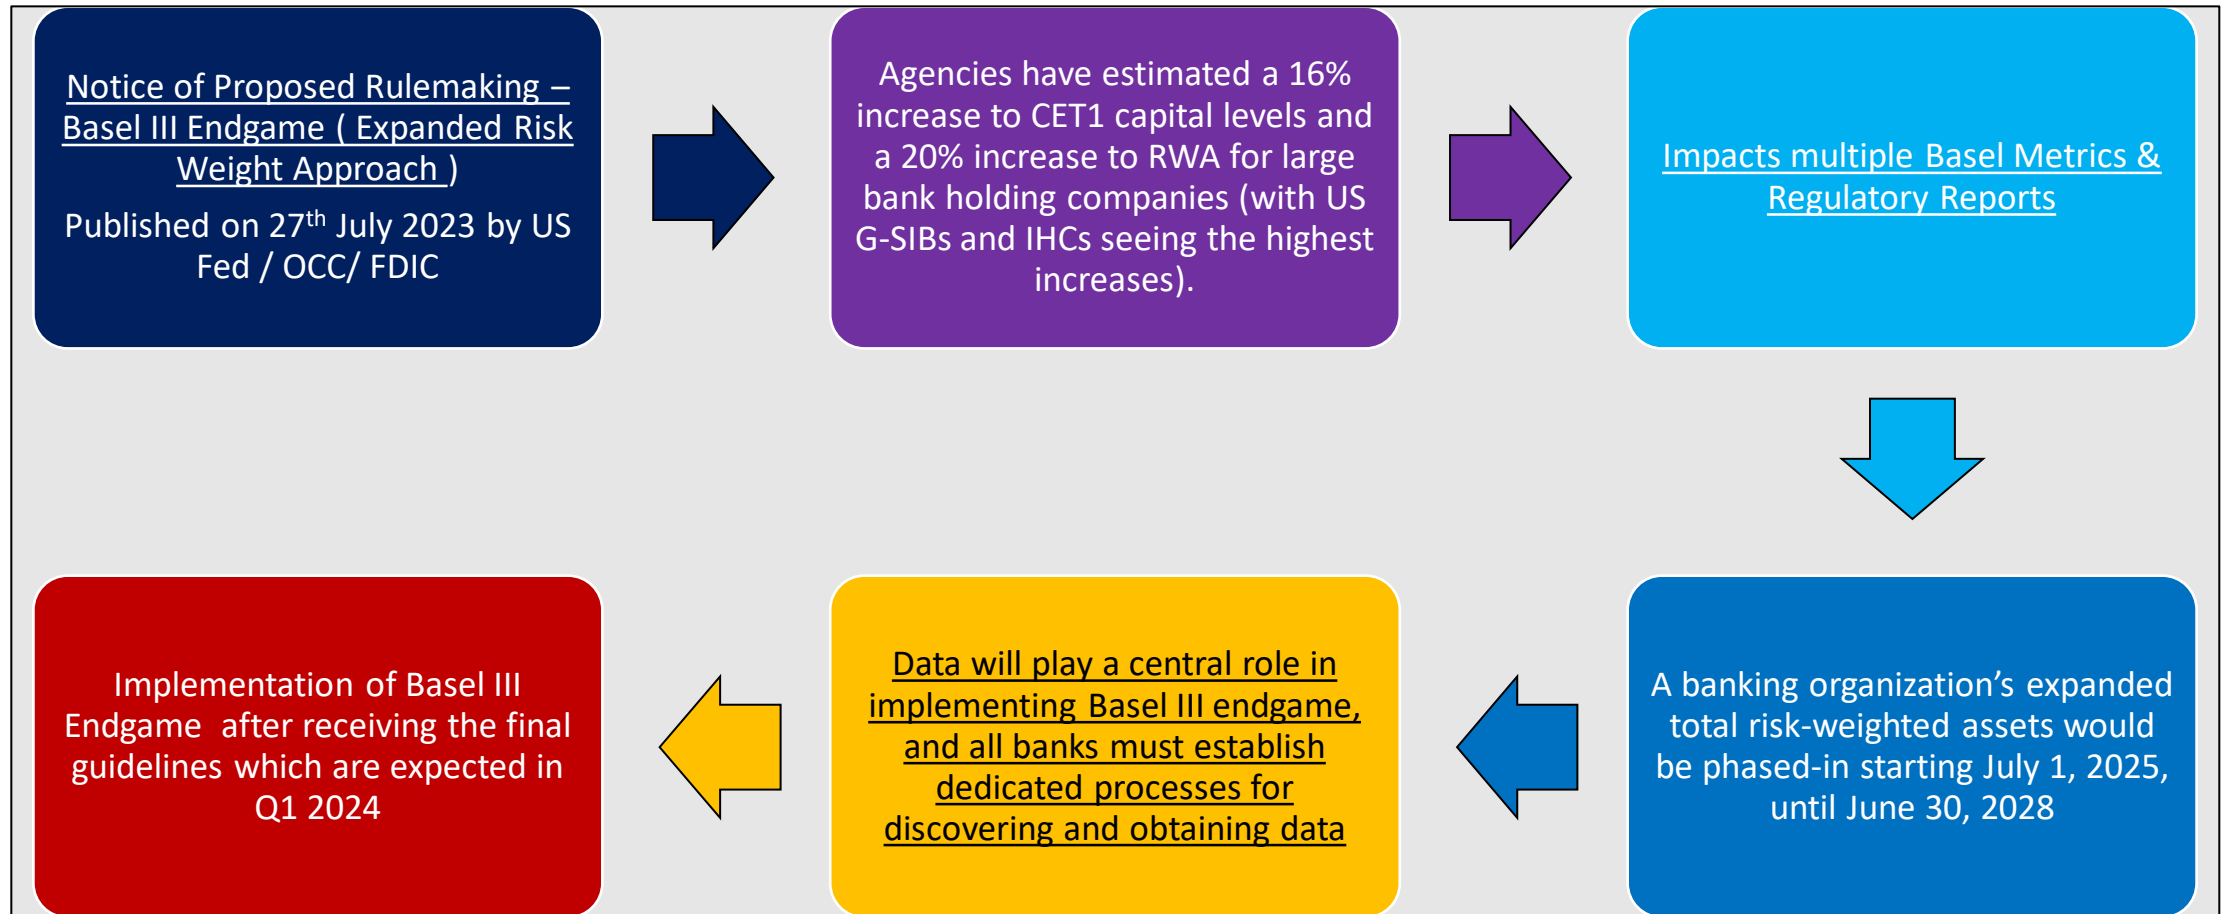 Notice of Proposed Rulemaking –
Basel III Endgame ( Expanded Risk
Weight Approach )
Published on 27th July 2023 by US
Fed / OCC/ FDIC
Agencies have estimated a 16%
increase to CET1 capital levels and
a 20% increase to RWA for large
bank holding companies (with US
G-SIBs and IHCs seeing the highest
increases).
Impacts multiple Basel Metrics &
Regulatory Reports
A banking organization’s expanded
total risk-weighted assets would
be phased-in starting July 1, 2025,
until June 30, 2028
Data will play a central role in
implementing Basel III endgame,
and all banks must establish
dedicated processes for
discovering and obtaining data
Implementation of Basel III
Endgame  after receiving the final
guidelines which are expected in
Q1 2024